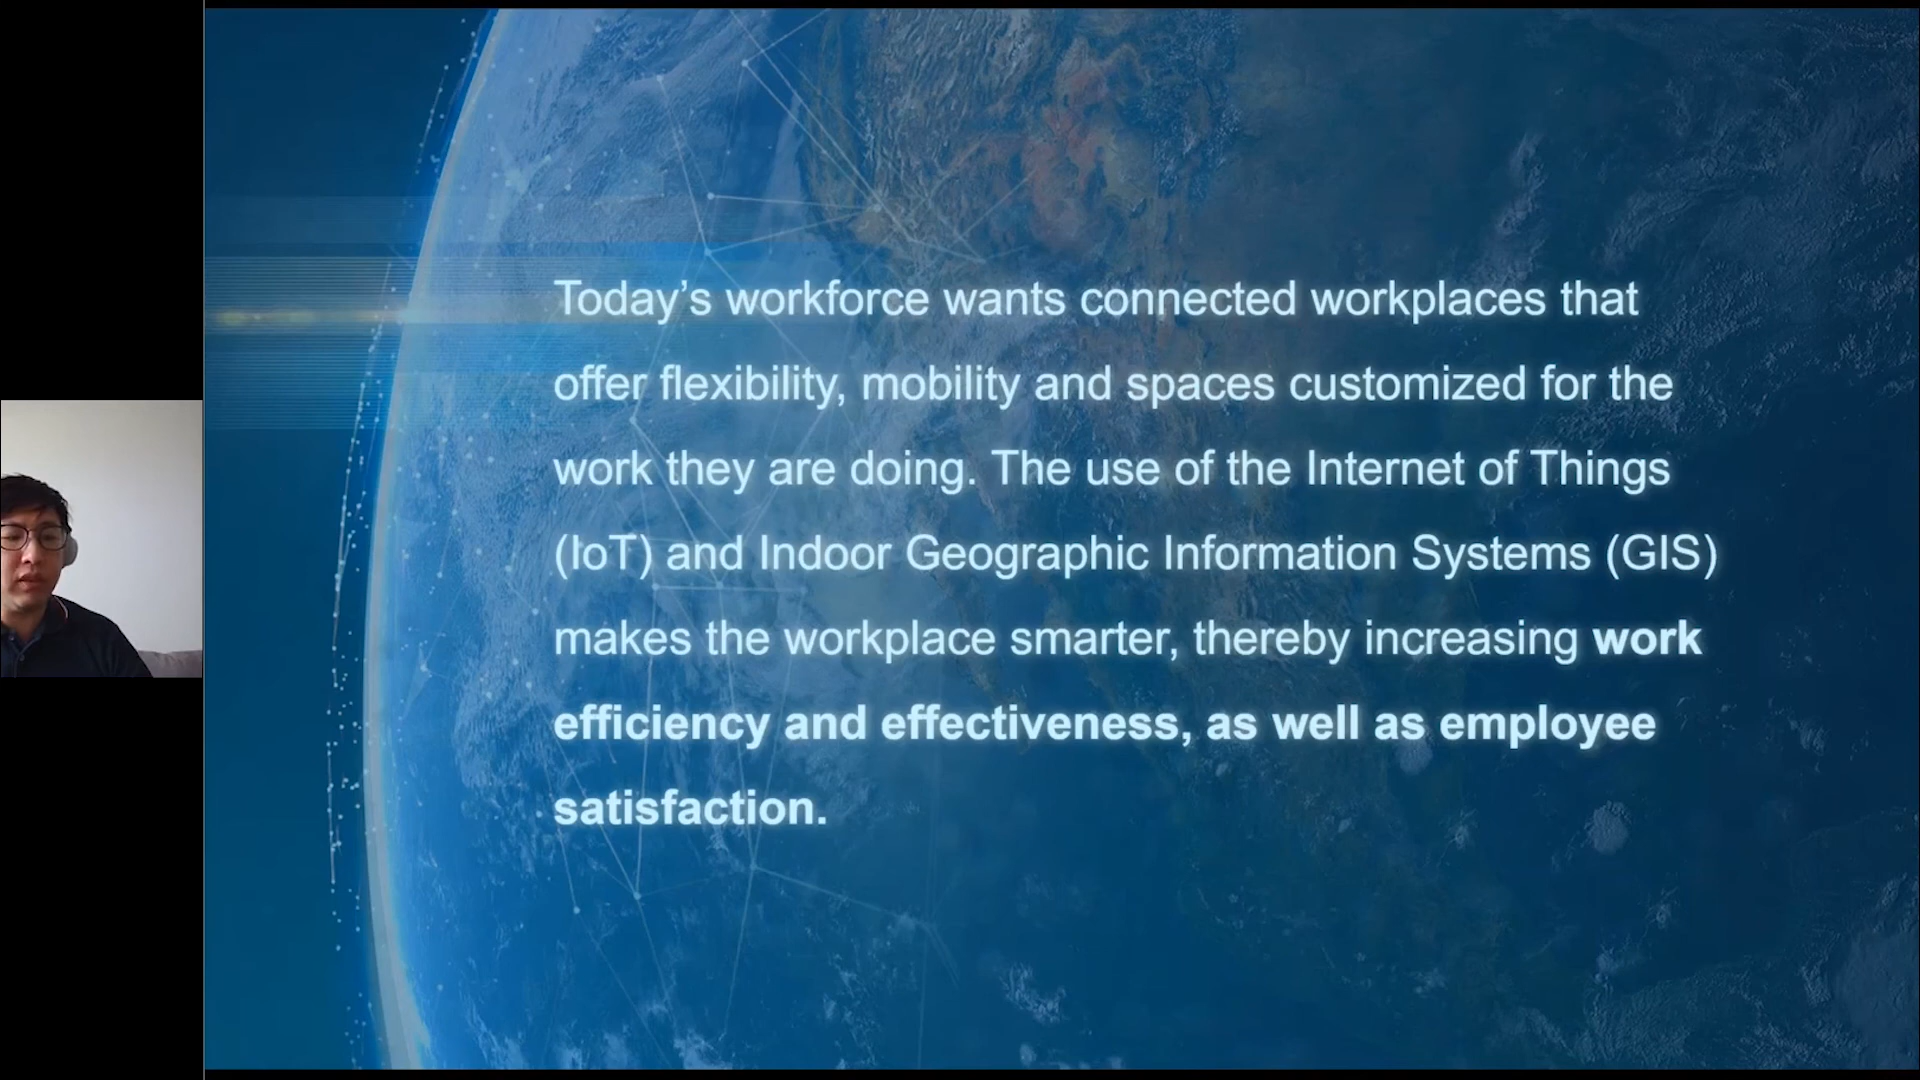 Today’s workforce wants connected workplaces that
offer flexibility, mobility and spaces customized for the
work they are doing. The use of the Internet of Things
(IoT) and Indoor Geographic Information Systems (GIS)
makes the workplace smarter, thereby increasing work
efficiency and effectiveness, as well as employee
satisfaction.